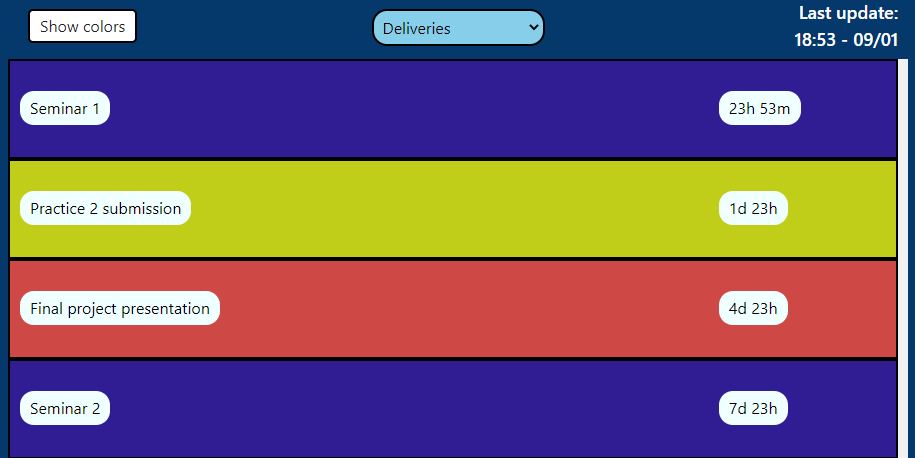 Show colors
Deliveries
Last update:
18:53 - 09/01
Seminar 1
23h 53m
Practice 2 submission
1d 23h
Final project presentation
4d 23h
Seminar 2
7d 23h